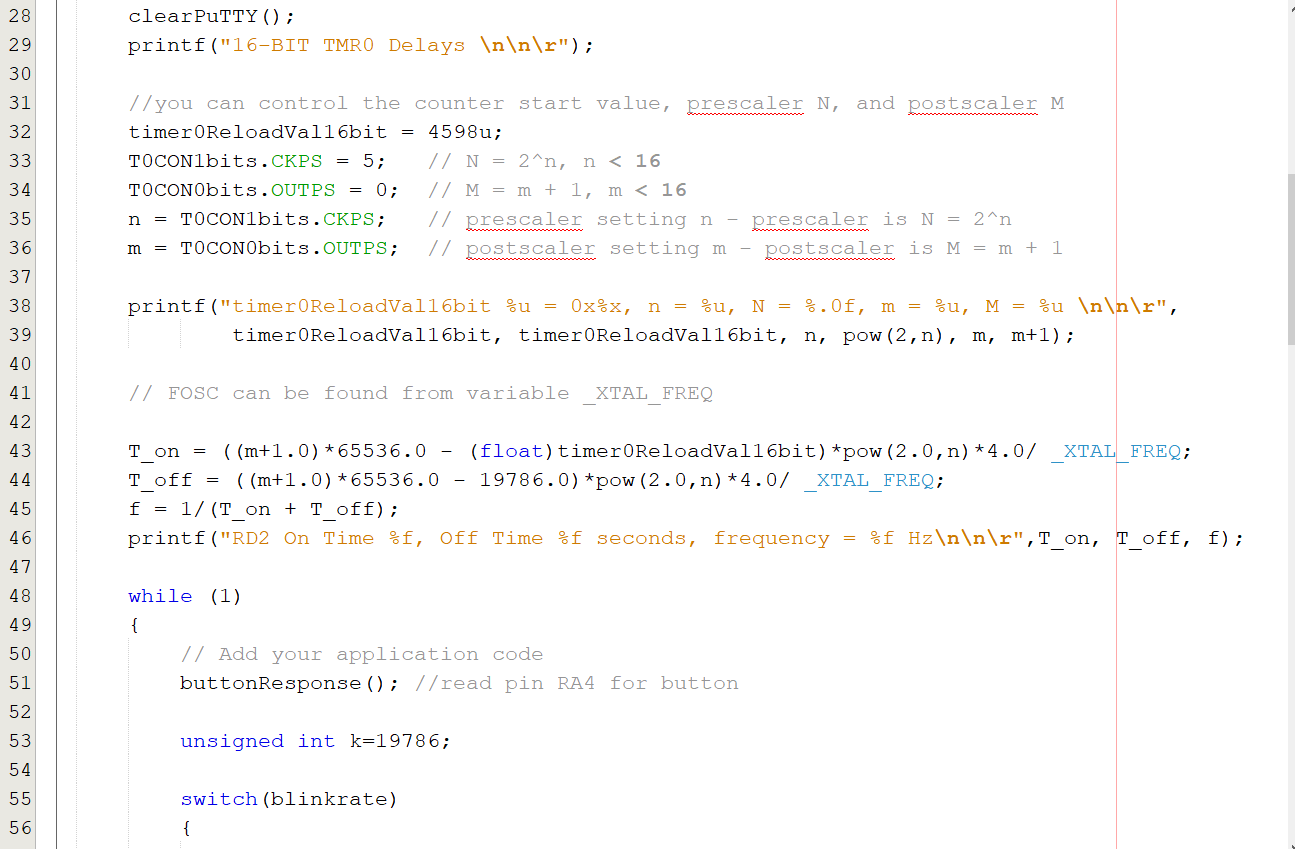 28 clearPuTTY();
29 printf("16-BIT TMR0 Delays \n\n\r");
30
31 //you can control the counter start value, prescaler N, and postscaler M
32 timer0ReloadVal16bit = 4598u;
33 T0CON1bits.CKPS = 5; // N = 2^n, n < 16
34 T0CON0bits.OUTPS = 0; // M = m + 1, m < 16
35 n = T0CON1bits.CKPS; // prescaler setting n - prescaler is N = 2^n
36 m = T0CON0bits.OUTPS; // postscaler setting m - postscaler is M = m + 1
37
38 printf("timer0ReloadVal16bit %u = 0x%x, n = %u, N = %.0f, m = %u, M = %u \n\n\r",
39 timer0ReloadVal16bit, timer0ReloadVal16bit, n, pow(2,n), m, m+1);
40
41 // FOSC can be found from variable _XTAL_FREQ
42
43 T_on = ((m+1.0)*65536.0 - (float)timer0ReloadVal16bit)*pow(2.0,n)*4.0/ _XTAL_FREQ;
44 T_off = ((m+1.0)*65536.0 - 19786.0)*pow(2.0,n)*4.0/ _XTAL_FREQ;
45 f = 1/(T_on + T_off);
46 printf("RD2 On Time %f, Off Time %f seconds, frequency = %f Hz\n\n\r",T_on, T_off, f);
47
48 while (1)
49 {
50 // Add your application code
51 buttonResponse(); //read pin RA4 for button
52
53 unsigned int k=19786;
54
55 switch(blinkrate)
56 {